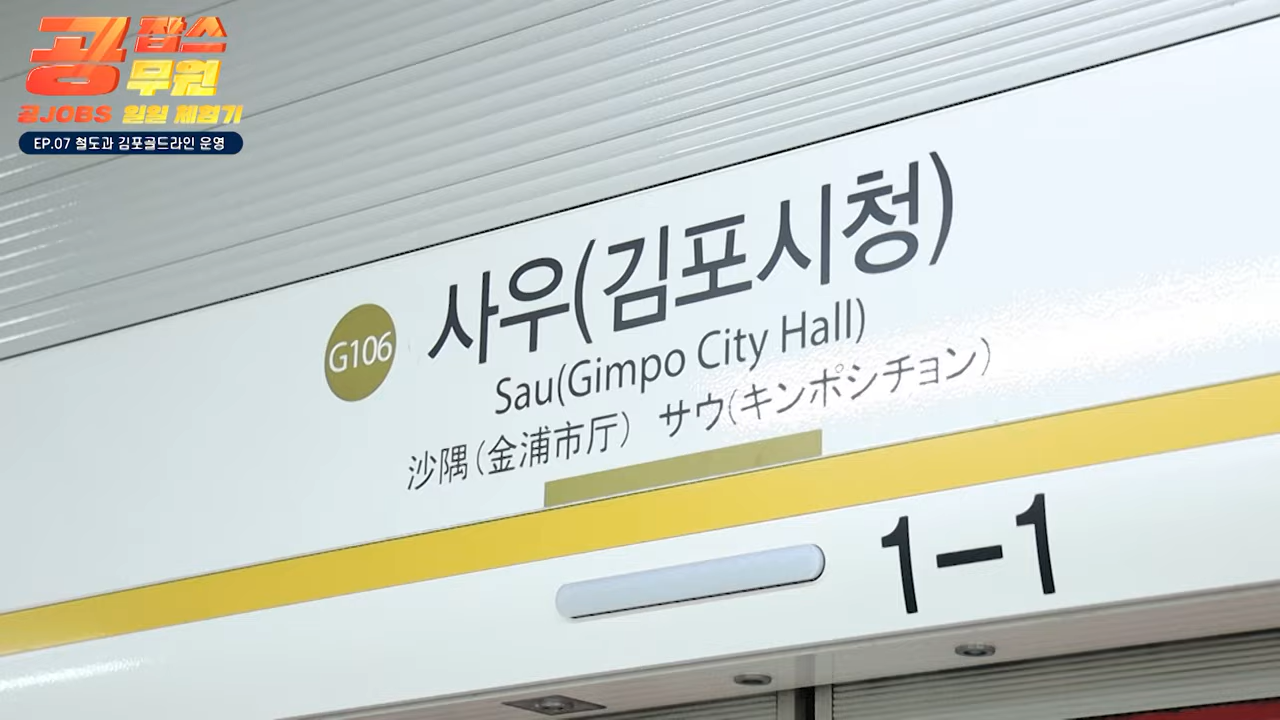 공 잡스
무원
공JOBS 일일 체험기
EP.07 철도과 김포골드라인 운영
G106
사우(김포시청)
Sau(Gimpo City Hall)
沙隅(金浦市厅) サウ(キンポシチョン)
1-1